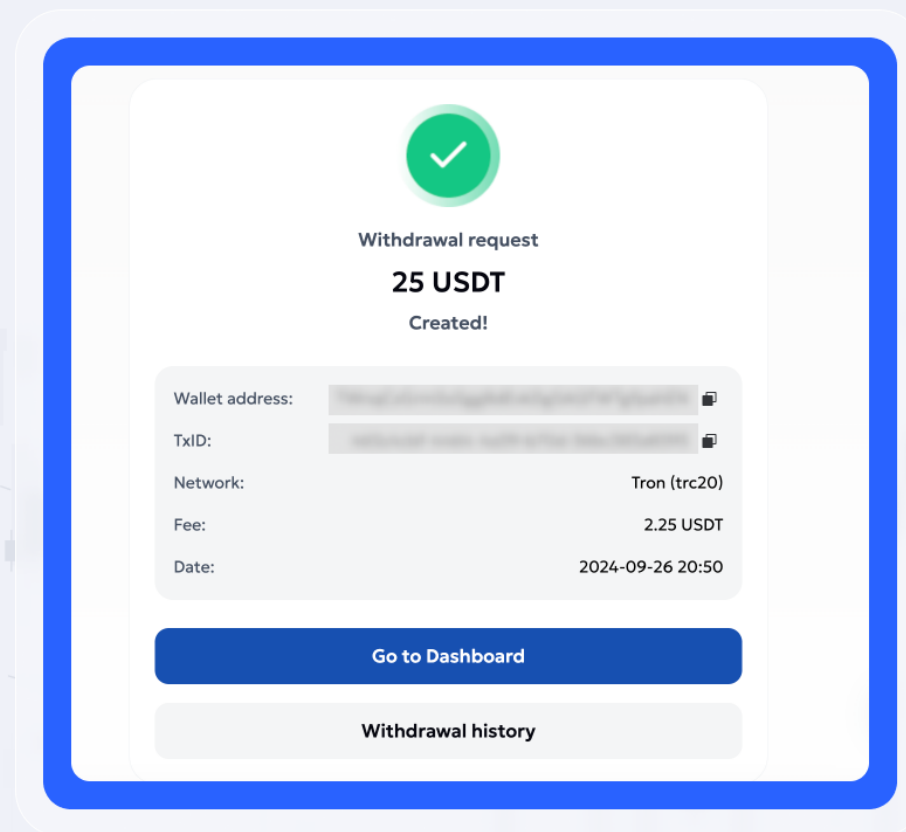 Withdrawal request
25 USDT
Created!
Wallet address:
TxID:
Network: Tron (trc20)
Fee: 2.25 USDT
Date: 2024-09-26 20:50
Go to Dashboard
Withdrawal history